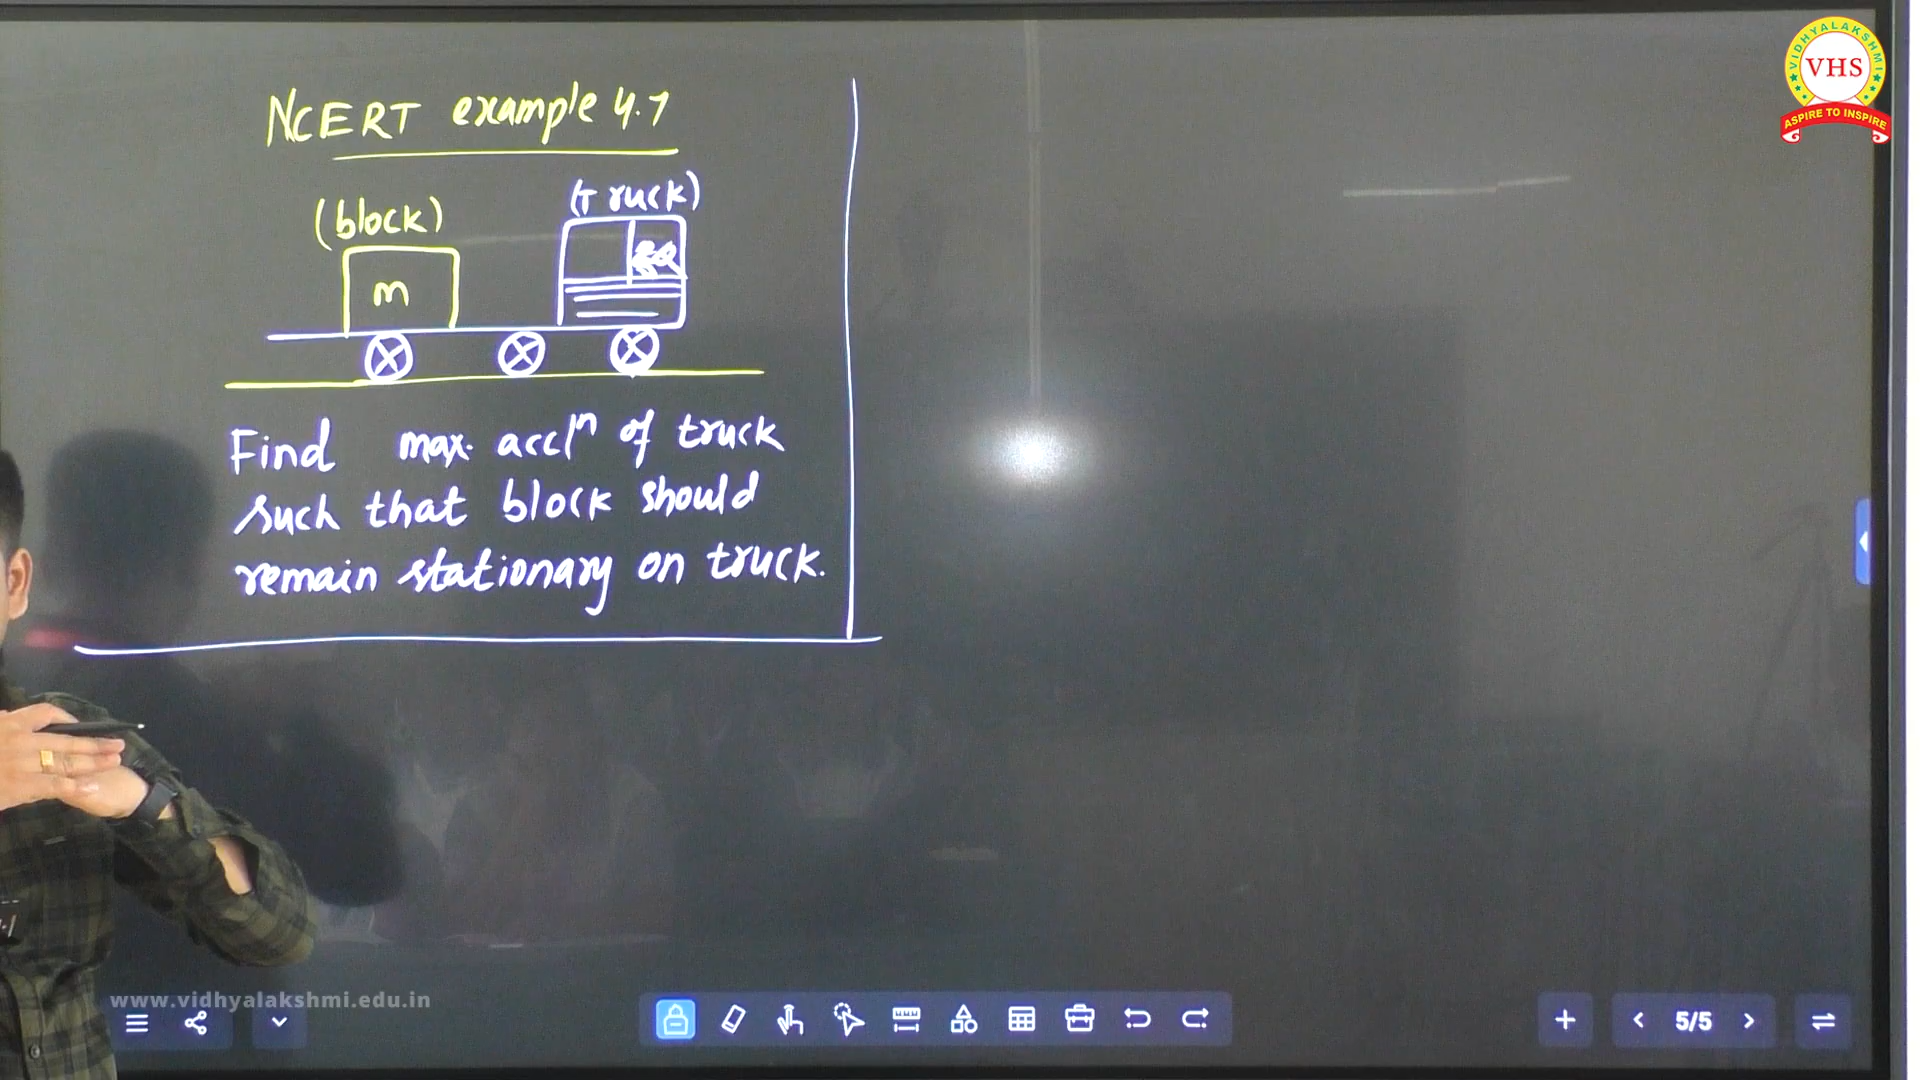 NCERT example 4.7
(block)
(truck)
m
Find max. accl^n of truck
such that block should
remain stationary on truck.
VIDHYALAKSHMI
VHS
ASPIRE TO INSPIRE
www.vidhyalakshmi.edu.in
5/5